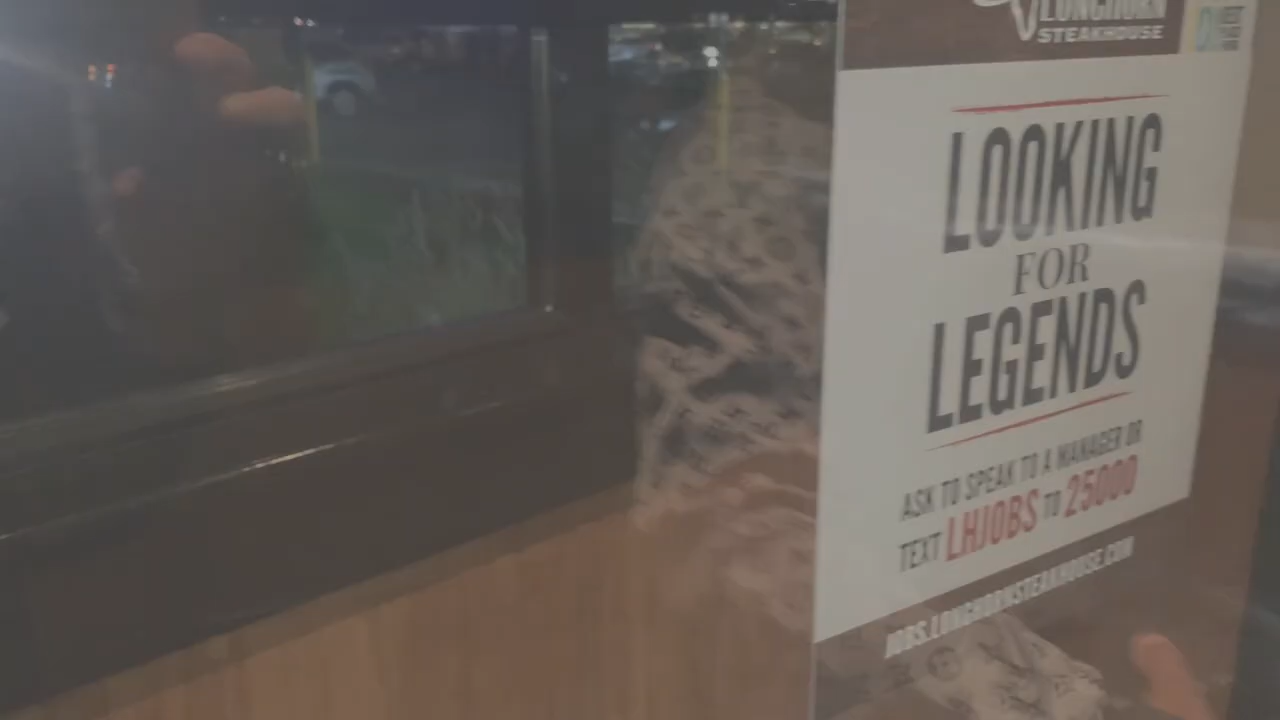 LONGHORN
STEAKHOUSE
LOOKING
FOR
LEGENDS
ASK TO SPEAK TO A MANAGER OR
TEXT LHJOBS TO 25000
JOBS.LONGHORNSTEAKHOUSE.COM